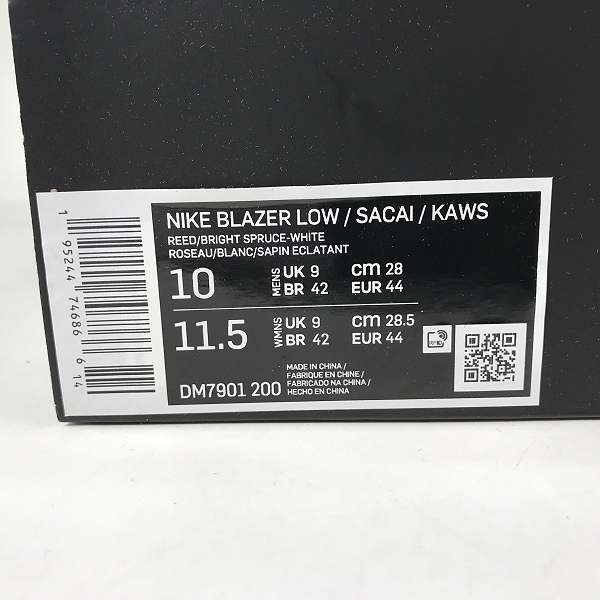 NIKE BLAZER LOW / SACAI / KAWS
REED/BRIGHT SPRUCE-WHITE
ROSEAU/BLANC/SAPIN ECLATANT
10 MENS UK 9 cm 28
BR 42 EUR 44
11.5 WMNS UK 9 cm 28.5
BR 42 EUR 44
DM7901 200
MADE IN CHINA /
FABRIQUE EN CHINE /
FABRICADO NA CHINA /
HECHO EN CHINA
RFID
1 95244 74686 6 14